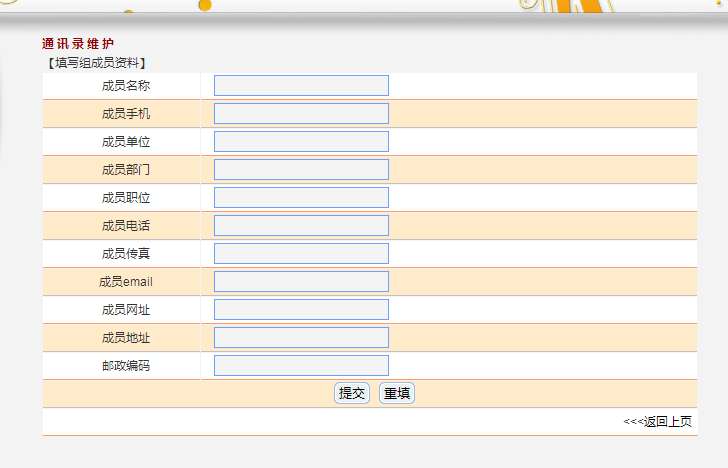 通讯录维护
【填写组成员资料】
成员名称
成员手机
成员单位
成员部门
成员职位
成员电话
成员传真
成员email
成员网址
成员地址
邮政编码
提交 重填
<<<返回上页